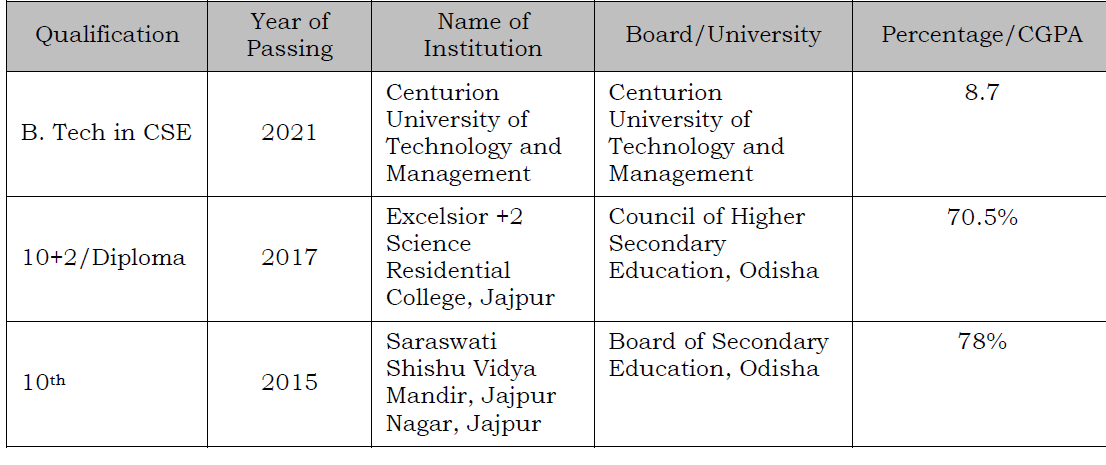 Qualification
Year of
Passing
Name of
Institution
Board/University
Percentage/CGPA
B. Tech in CSE
2021
Centurion
University of
Technology and
Management
Centurion
University of
Technology and
Management
8.7
10+2/Diploma
2017
Excelsior +2
Science
Residential
College, Jajpur
Council of Higher
Secondary
Education, Odisha
70.5%
10th
2015
Saraswati
Shishu Vidya
Mandir, Jajpur
Nagar, Jajpur
Board of Secondary
Education, Odisha
78%